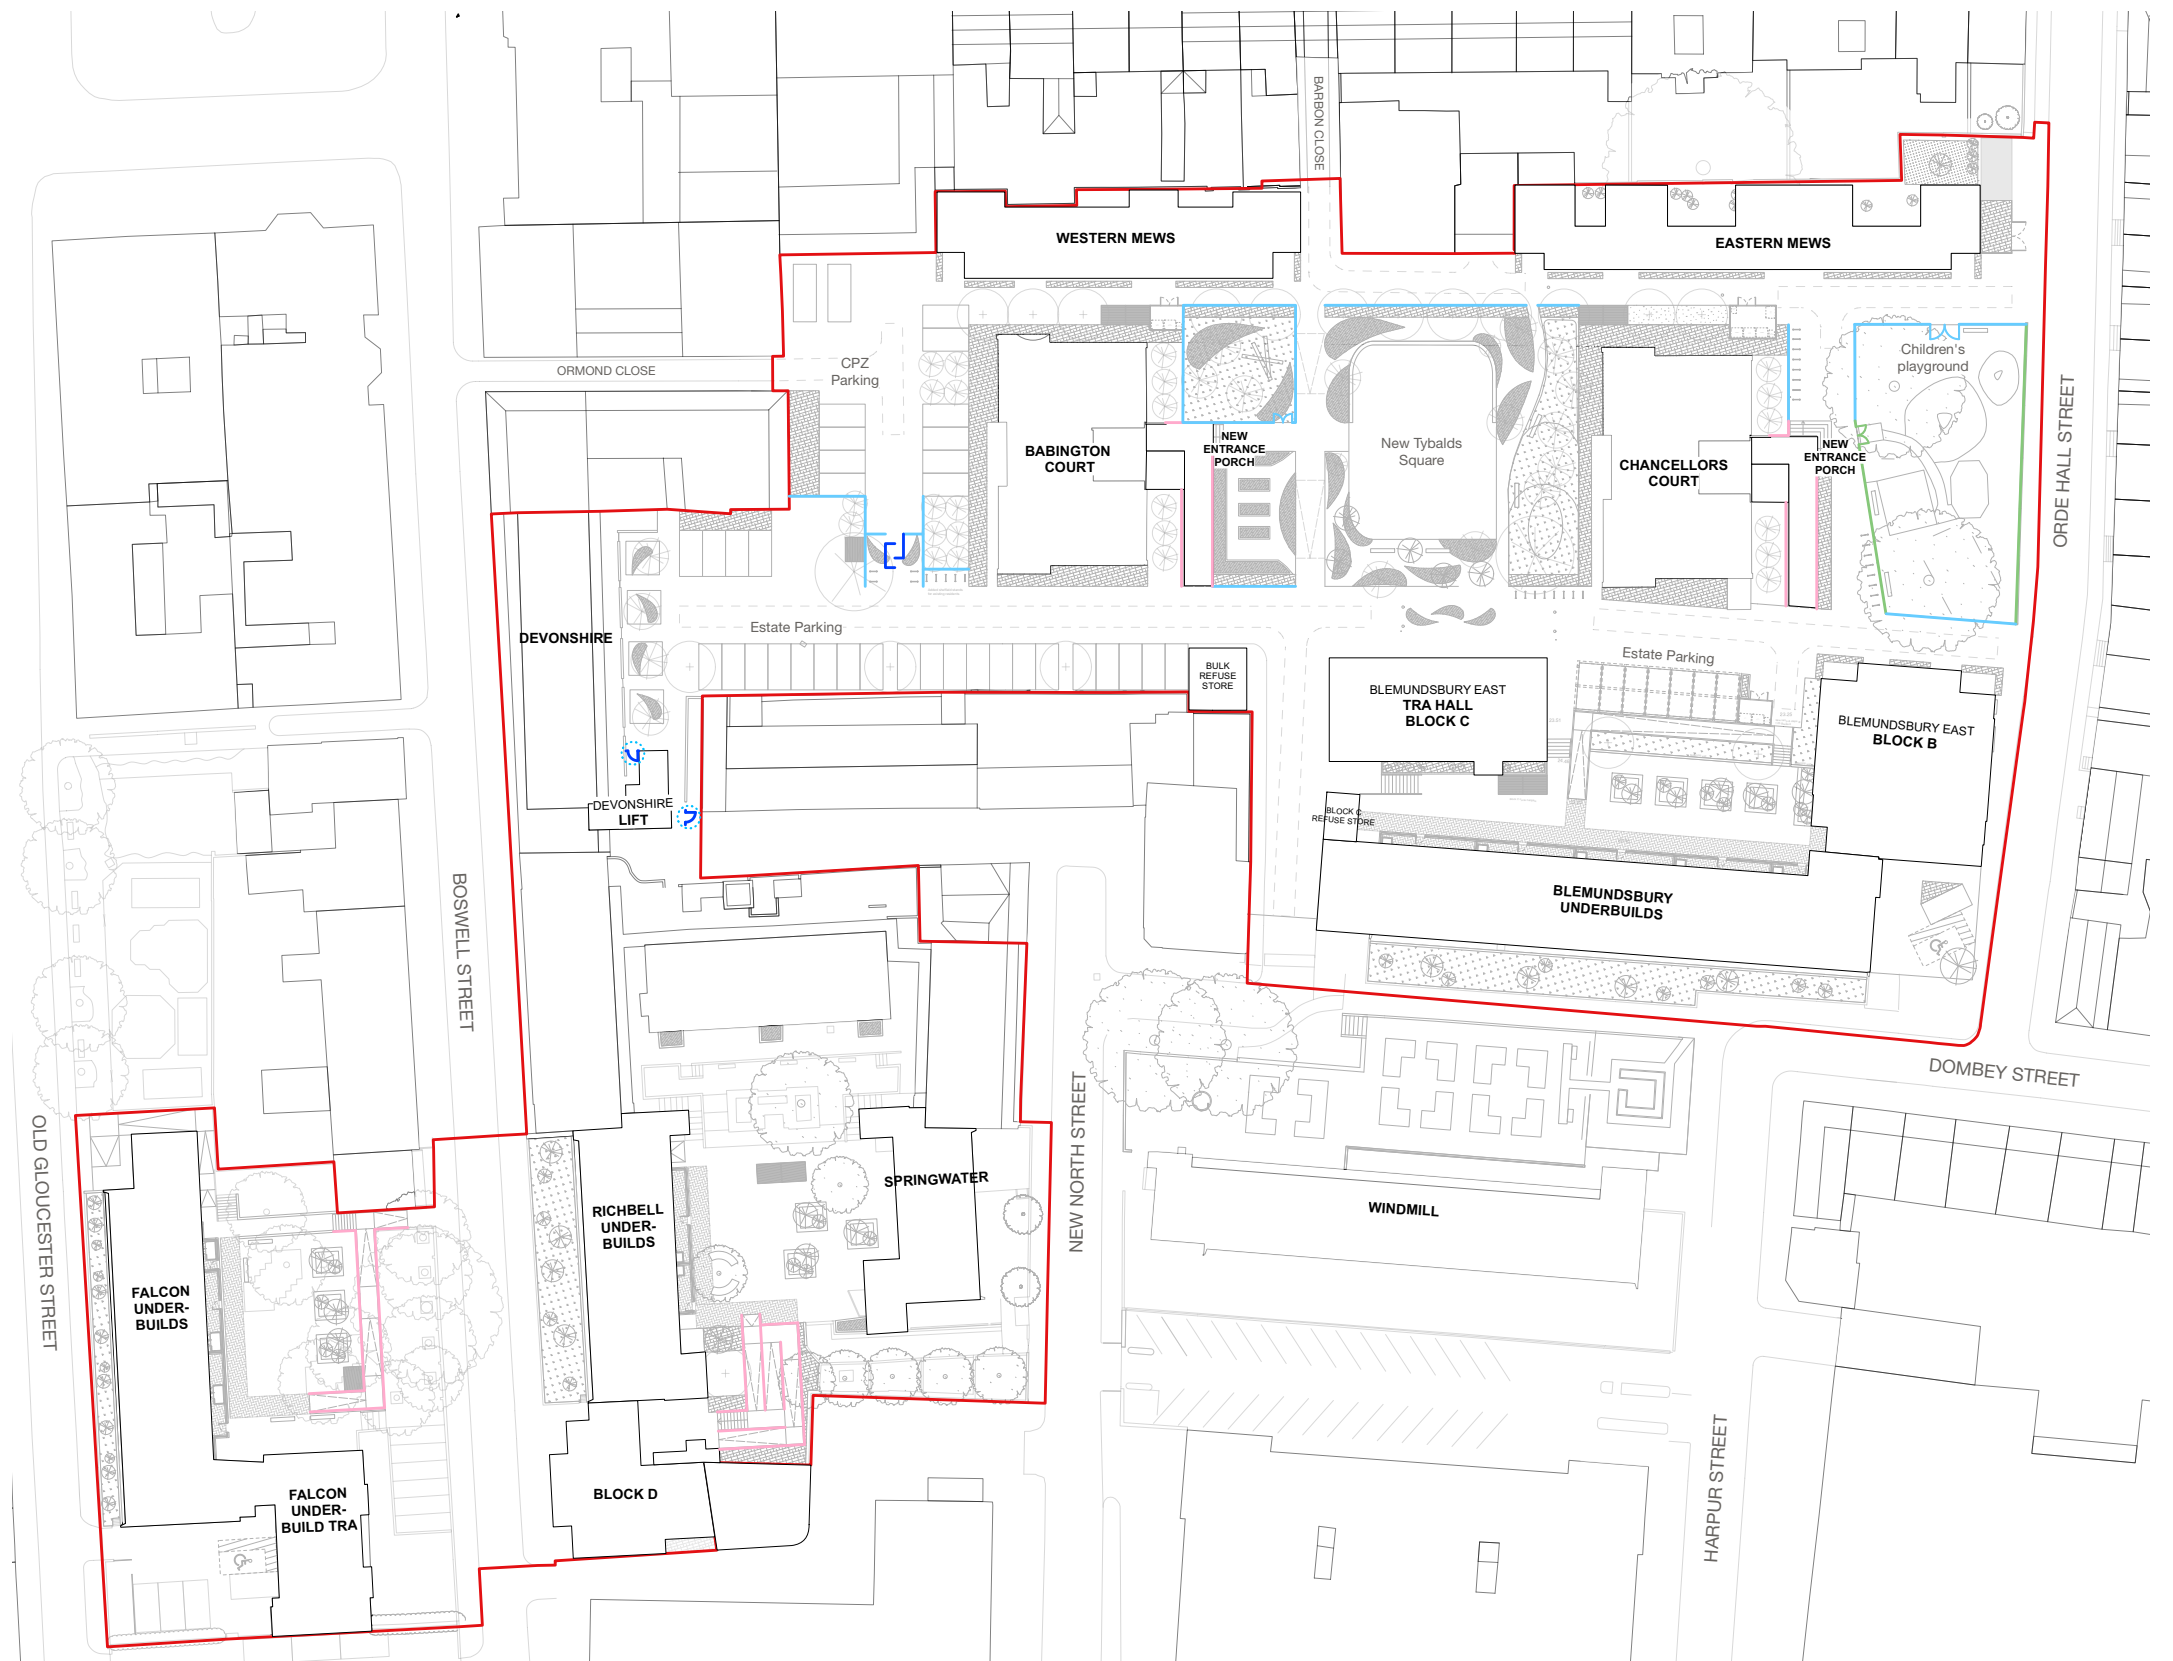 BARBON CLOSE
WESTERN MEWS
EASTERN MEWS
ORMOND CLOSE
CPZ
Parking
Children's
playground
BABINGTON
COURT
NEW
ENTRANCE
PORCH
New Tybalds
Square
CHANCELLORS
COURT
NEW
ENTRANCE
PORCH
ORDE HALL STREET
DEVONSHIRE
Estate Parking
BULK
REFUSE
STORE
Estate Parking
BLEMUNDSBURY EAST
TRA HALL
BLOCK C
BLEMUNDSBURY EAST
BLOCK B
DEVONSHIRE
LIFT
BLOCK C
REFUSE STORE
BLEMUNDSBURY
UNDERBUILDS
BOSWELL STREET
DOMBEY STREET
OLD GLOUCESTER STREET
NEW NORTH STREET
SPRINGWATER
RICHBELL
UNDER-
BUILDS
WINDMILL
FALCON
UNDER-
BUILDS
HARPUR STREET
BLOCK D
FALCON
UNDER-
BUILD TRA